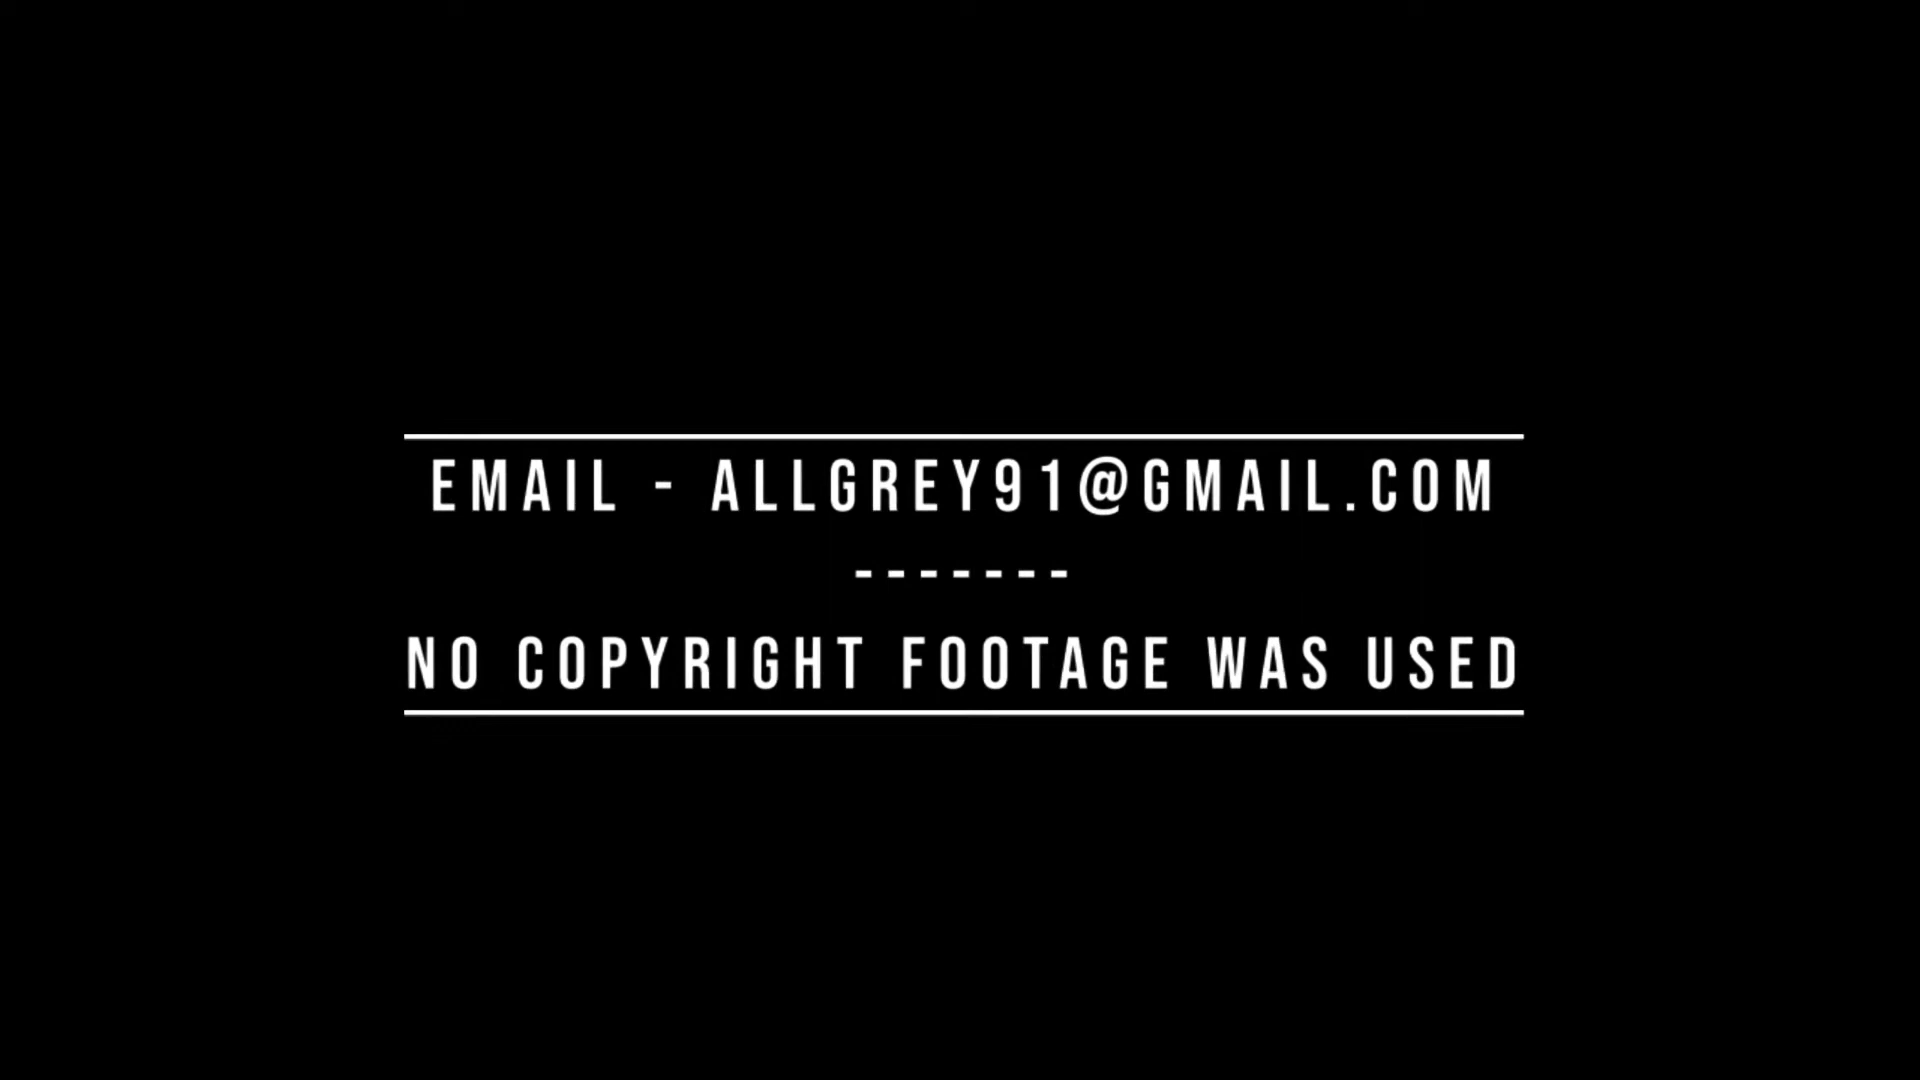 EMAIL - ALLGREY91@GMAIL.COM
-------
NO COPYRIGHT FOOTAGE WAS USED